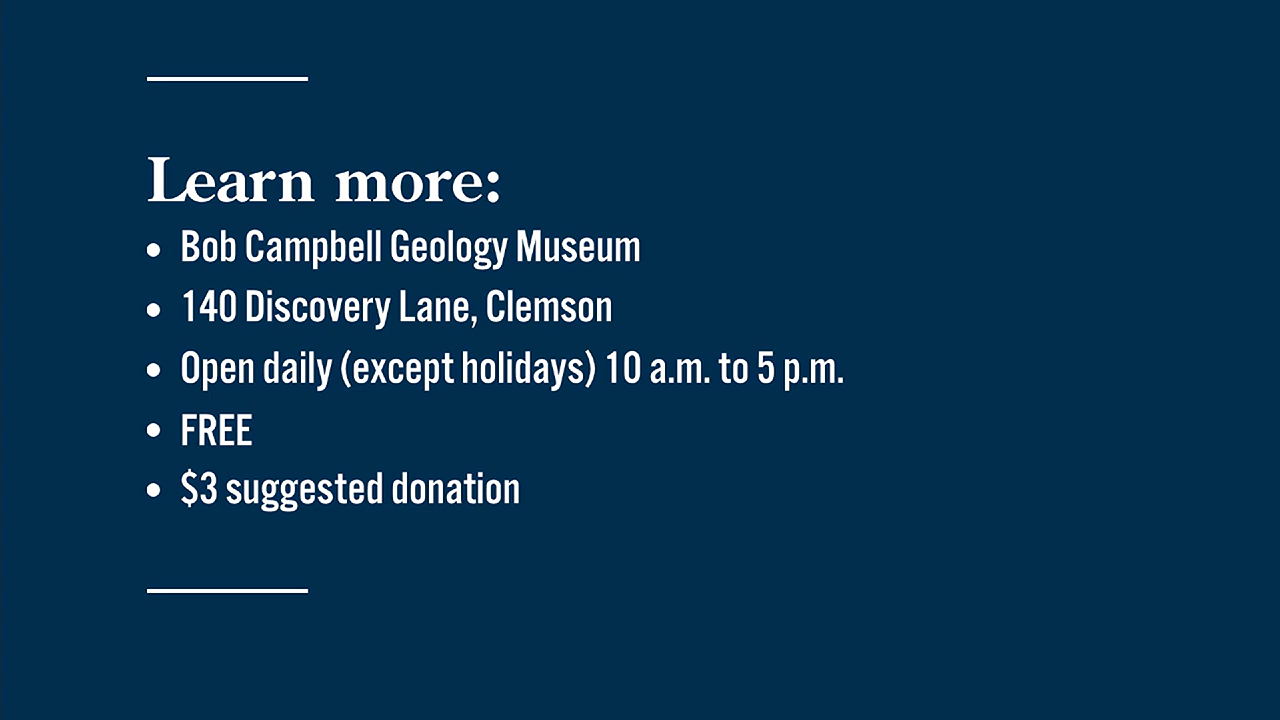 Learn more:
• Bob Campbell Geology Museum
• 140 Discovery Lane, Clemson
• Open daily (except holidays) 10 a.m. to 5 p.m.
• FREE
• $3 suggested donation